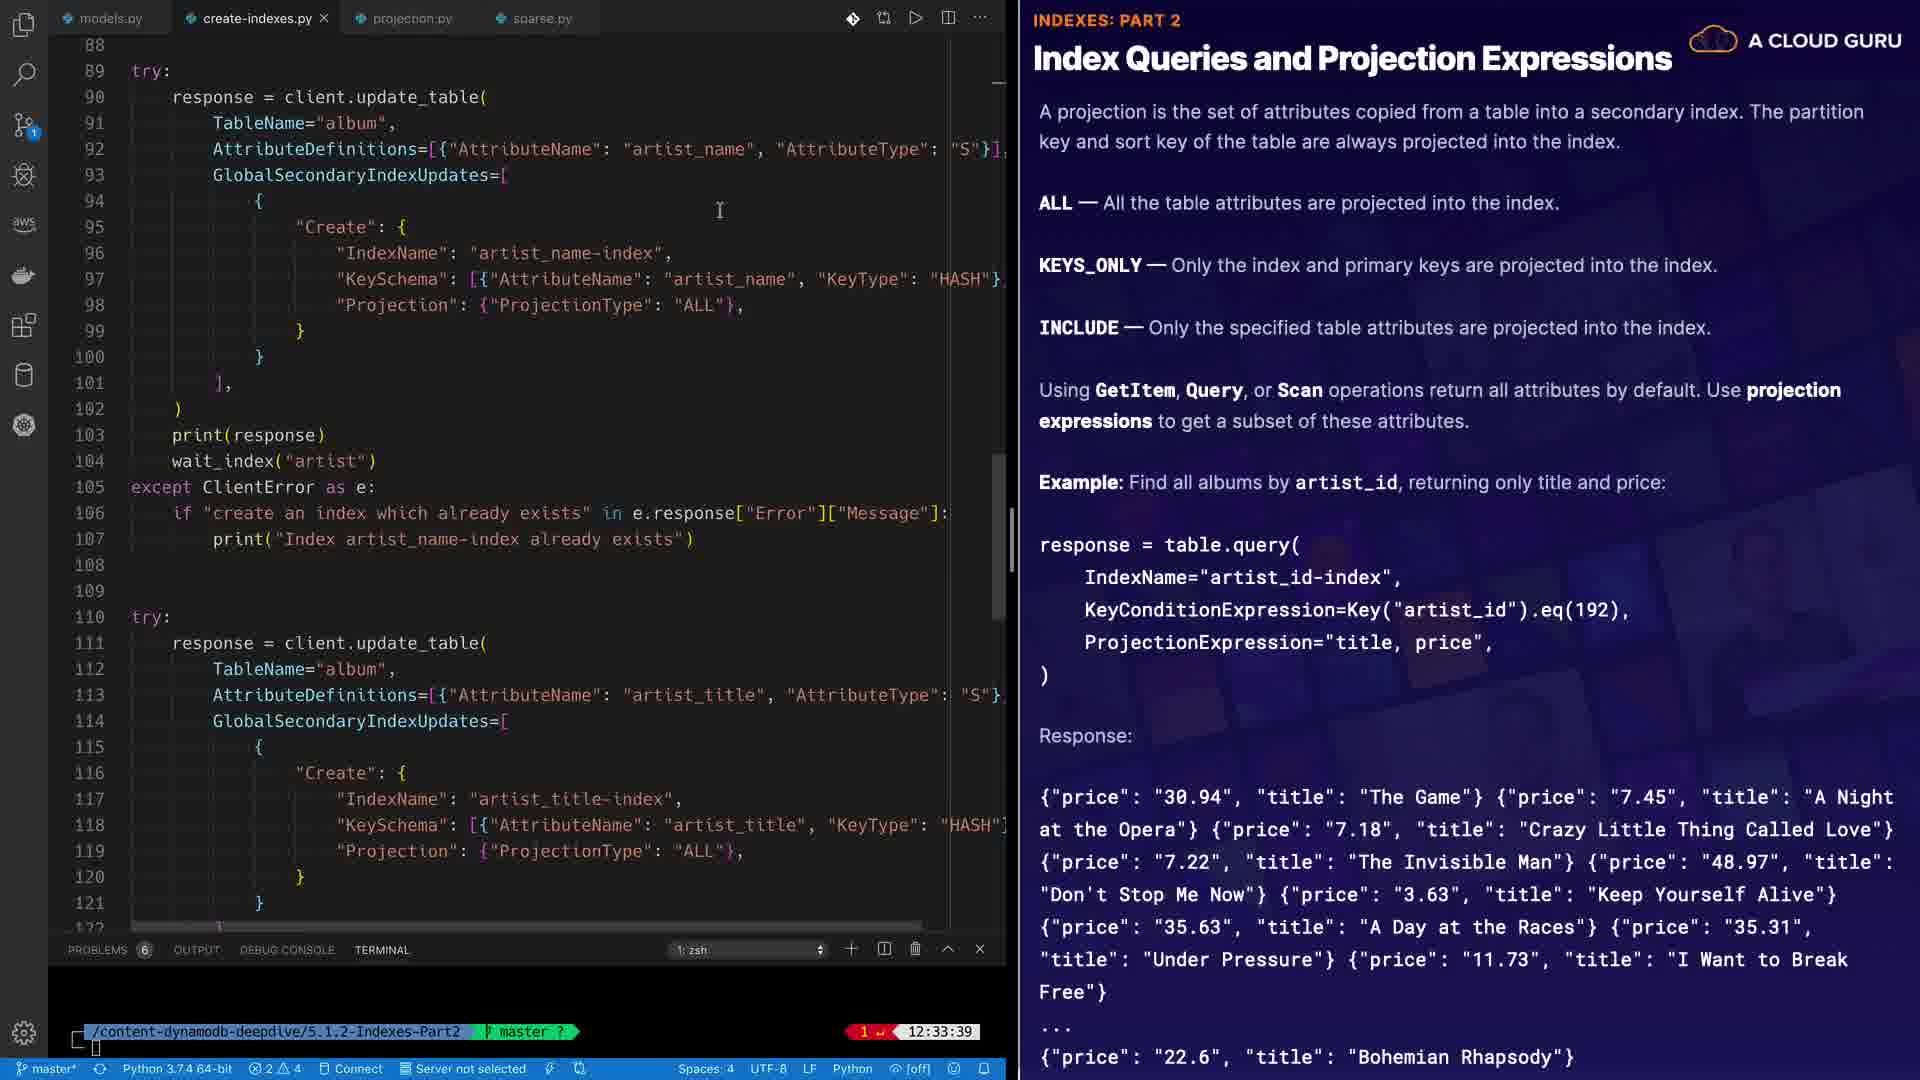 models.py
create-indexes.py
projection.py
sparse.py
88
89 try:
90 response = client.update_table(
91 TableName="album",
92 AttributeDefinitions=[{"AttributeName": "artist_name", "AttributeType": "S"}],
93 GlobalSecondaryIndexUpdates=[
94 {
95 "Create": {
96 "IndexName": "artist_name-index",
97 "KeySchema": [{"AttributeName": "artist_name", "KeyType": "HASH"}
98 "Projection": {"ProjectionType": "ALL"},
99 }
100 }
101 ],
102 )
103 print(response)
104 wait_index("artist")
105 except ClientError as e:
106 if "create an index which already exists" in e.response["Error"]["Message"]:
107 print("Index artist_name-index already exists")
108
109
110 try:
111 response = client.update_table(
112 TableName="album",
113 AttributeDefinitions=[{"AttributeName": "artist_title", "AttributeType": "S"}
114 GlobalSecondaryIndexUpdates=[
115 {
116 "Create": {
117 "IndexName": "artist_title-index",
118 "KeySchema": [{"AttributeName": "artist_title", "KeyType": "HASH"}
119 "Projection": {"ProjectionType": "ALL"},
120 }
121 }
122 ]
PROBLEMS 6 OUTPUT DEBUG CONSOLE TERMINAL 1: zsh
/content-dynamodb-deepdive/5.1.2-Indexes-Part2 master ? 1 ↵ 12:33:39
master* Python 3.7.4 64-bit 2 4 Connect Server not selected Spaces: 4 UTF-8 LF Python [off]
aws
1
INDEXES: PART 2
A CLOUD GURU
Index Queries and Projection Expressions
A projection is the set of attributes copied from a table into a secondary index. The partition
key and sort key of the table are always projected into the index.
ALL — All the table attributes are projected into the index.
KEYS_ONLY — Only the index and primary keys are projected into the index.
INCLUDE — Only the specified table attributes are projected into the index.
Using GetItem, Query, or Scan operations return all attributes by default. Use projection
expressions to get a subset of these attributes.
Example: Find all albums by artist_id, returning only title and price:
response = table.query(
IndexName="artist_id-index",
KeyConditionExpression=Key("artist_id").eq(192),
ProjectionExpression="title, price",
)
Response:
{"price": "30.94", "title": "The Game"} {"price": "7.45", "title": "A Night
at the Opera"} {"price": "7.18", "title": "Crazy Little Thing Called Love"}
{"price": "7.22", "title": "The Invisible Man"} {"price": "48.97", "title":
"Don't Stop Me Now"} {"price": "3.63", "title": "Keep Yourself Alive"}
{"price": "35.63", "title": "A Day at the Races"} {"price": "35.31",
"title": "Under Pressure"} {"price": "11.73", "title": "I Want to Break
Free"}
...
{"price": "22.6", "title": "Bohemian Rhapsody"}